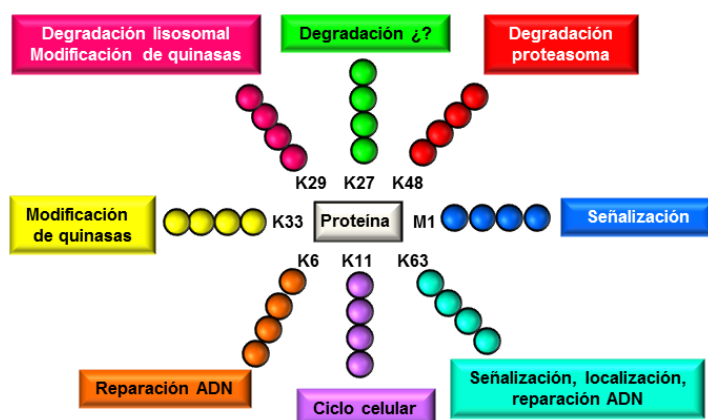 Degradación lisosomal
Modificación de quinasas
Degradación ¿?
Degradación
proteasoma
K29
K27
K48
Modificación
de quinasas
K33
Proteína
M1
Señalización
K6
K11
K63
Reparación ADN
Ciclo celular
Señalización, localización,
reparación ADN